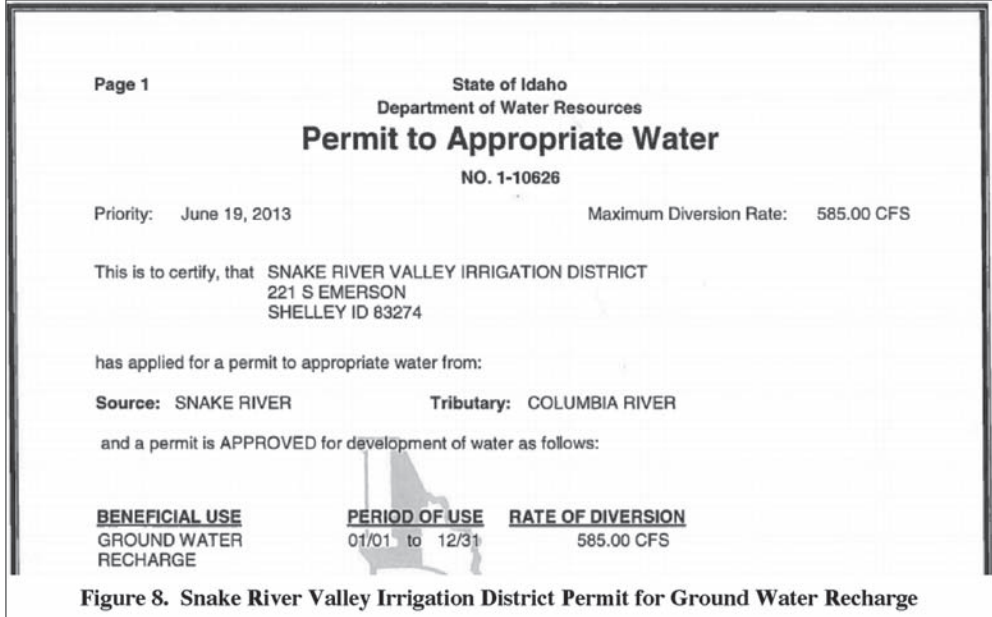 Page 1
State of Idaho
Department of Water Resources
Permit to Appropriate Water
NO. 1-10626
Priority: June 19, 2013 Maximum Diversion Rate: 585.00 CFS
This is to certify, that SNAKE RIVER VALLEY IRRIGATION DISTRICT
221 S EMERSON
SHELLEY ID 83274
has applied for a permit to appropriate water from:
Source: SNAKE RIVER Tributary: COLUMBIA RIVER
and a permit is APPROVED for development of water as follows:
BENEFICIAL USE PERIOD OF USE RATE OF DIVERSION
GROUND WATER 01/01 to 12/31 585.00 CFS
RECHARGE
Figure 8. Snake River Valley Irrigation District Permit for Ground Water Recharge